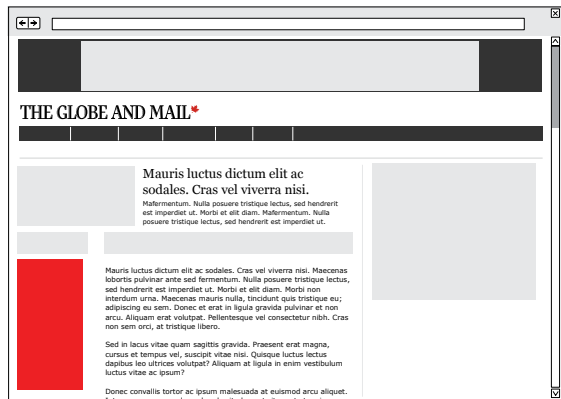 THE GLOBE AND MAIL
Mauris luctus dictum elit ac
sodales. Cras vel viverra nisi.
Mafermentum. Nulla posuere tristique lectus, sed hendrerit
est imperdiet ut. Morbi et elit diam. Mafermentum. Nulla
posuere tristique lectus, sed hendrerit est imperdiet ut.
Mauris luctus dictum elit ac sodales. Cras vel viverra nisi. Maecenas
lobortis pulvinar ante sed fermentum. Nulla posuere tristique lectus,
sed hendrerit est imperdiet ut. Morbi et elit diam. Morbi non
interdum urna. Maecenas mauris nulla, tincidunt quis tristique eu;
adipiscing eu sem. Donec et erat in ligula gravida pulvinar et non
arcu. Aliquam erat volutpat. Pellentesque vel consectetur nibh. Cras
non sem orci, at tristique libero.
Sed in lacus vitae quam sagittis gravida. Praesent erat magna,
cursus et tempus vel, suscipit vitae nisi. Quisque luctus lectus
dapibus leo ultrices volutpat? Aliquam at ligula in enim vestibulum
luctus vitae ac ipsum?
Donec convallis tortor ac ipsum malesuada at euismod arcu aliquet.